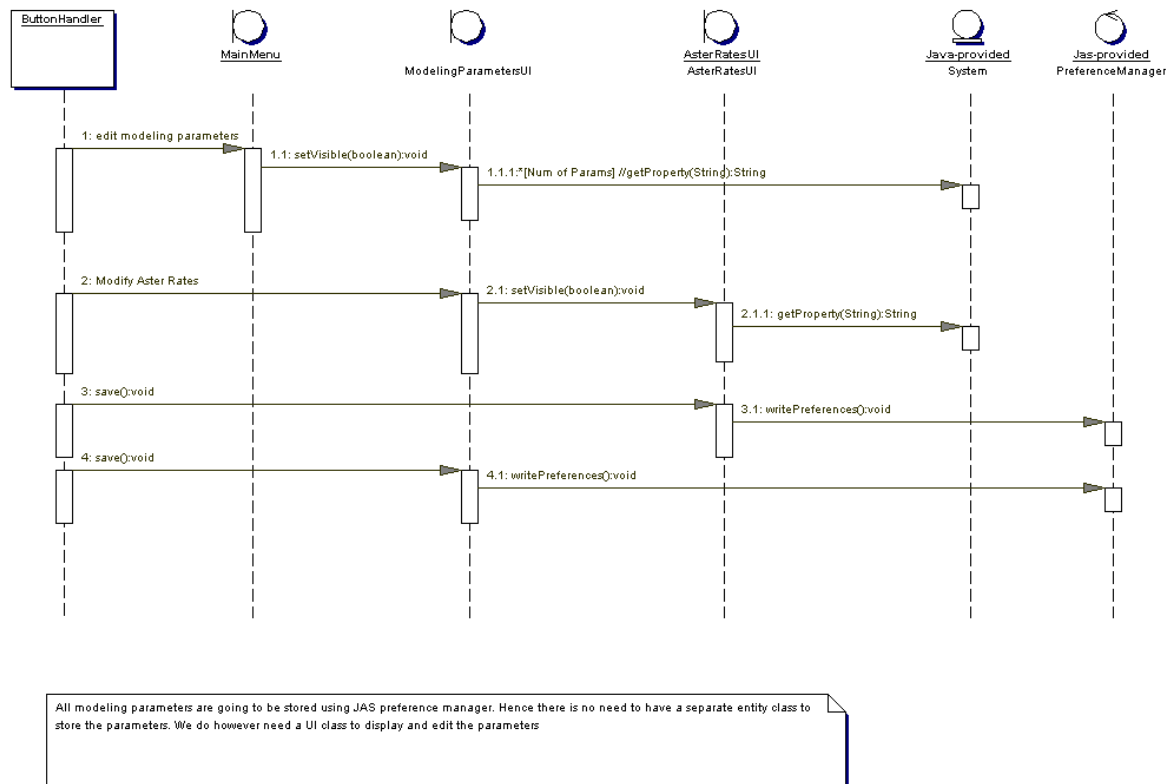 ButtonHandler
MainMenu
ModelingParametersUI
AsterRatesUI
AsterRatesUI
Java-provided
System
Jas-provided
PreferenceManager
1: edit modeling parameters
1.1: setVisible(boolean):void
1.1.1:*[Num of Params] //getProperty(String):String
2: Modify Aster Rates
2.1: setVisible(boolean):void
2.1.1: getProperty(String):String
3: save():void
3.1: writePreferences():void
4: save():void
4.1: writePreferences():void
All modeling parameters are going to be stored using JAS preference manager. Hence there is no need to have a separate entity class to
store the parameters. We do however need a UI class to display and edit the parameters